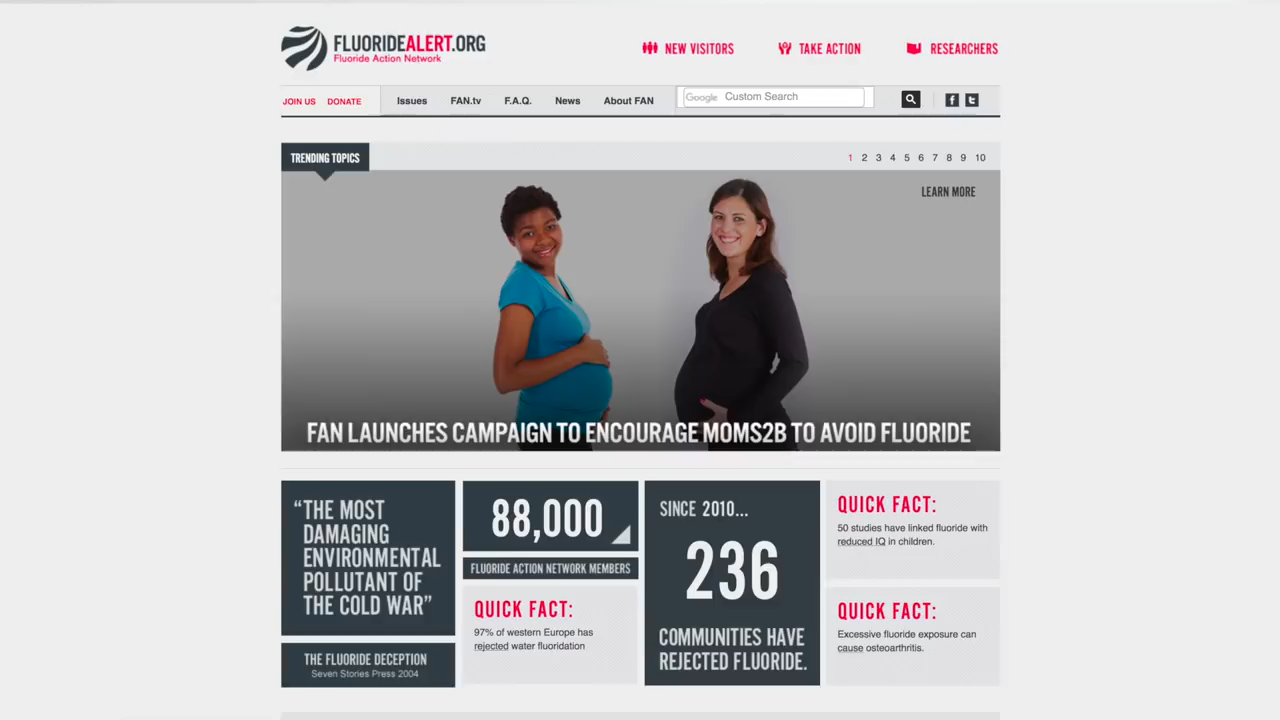 FLUORIDEALERT.ORG
Fluoride Action Network
NEW VISITORS
TAKE ACTION
RESEARCHERS
JOIN US DONATE
Issues FAN.tv F.A.Q. News About FAN
Google Custom Search
f t
TRENDING TOPICS
1 2 3 4 5 6 7 8 9 10
LEARN MORE
FAN LAUNCHES CAMPAIGN TO ENCOURAGE MOMS2B TO AVOID FLUORIDE
“THE MOST
DAMAGING
ENVIRONMENTAL
POLLUTANT OF
THE COLD WAR”
THE FLUORIDE DECEPTION
Seven Stories Press 2004
88,000
FLUORIDE ACTION NETWORK MEMBERS
QUICK FACT:
97% of western Europe has
rejected water fluoridation
SINCE 2010...
236
COMMUNITIES HAVE
REJECTED FLUORIDE.
QUICK FACT:
50 studies have linked fluoride with
reduced IQ in children.
QUICK FACT:
Excessive fluoride exposure can
cause osteoarthritis.